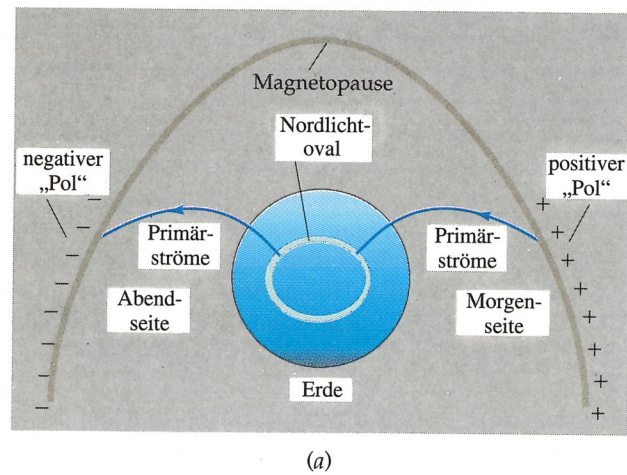 Magnetopause
Nordlicht-
oval
negativer
„Pol“
positiver
„Pol“
Primär-
ströme
Primär-
ströme
Abend-
seite
Morgen-
seite
Erde
(a)